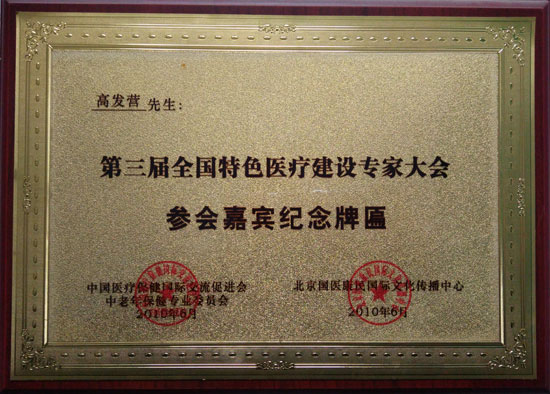 高发营 先生：
第三届全国特色医疗建设专家大会
参会嘉宾纪念牌匾
中国医疗保健国际交流促进会
中老年保健专业委员会
2010年6月
北京国医康民国际文化传播中心
2010年6月